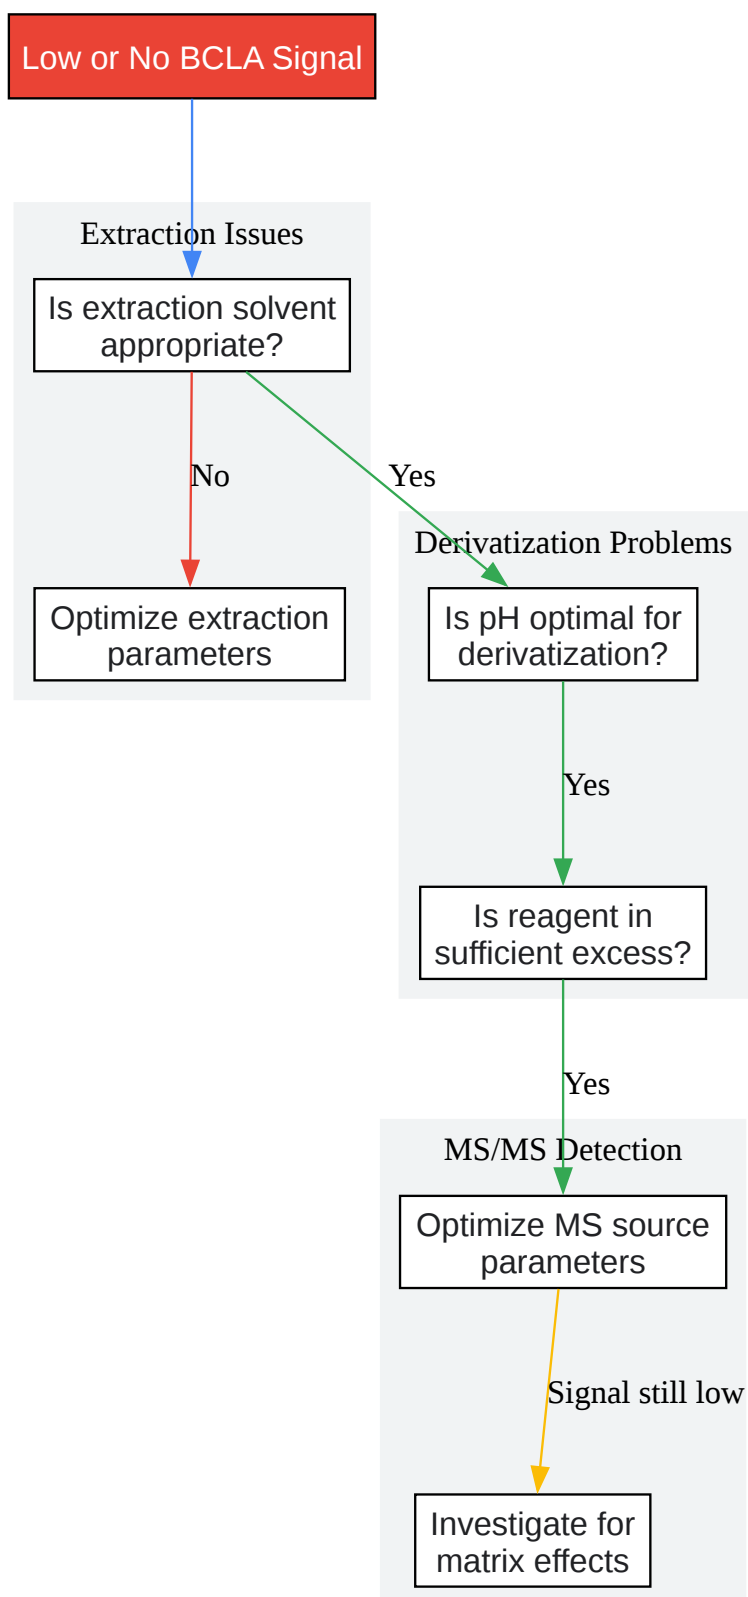 Low or No BCLA Signal
Extraction Issues
Is extraction solvent
appropriate?
No
Yes
Optimize extraction
parameters
Derivatization Problems
Is pH optimal for
derivatization?
Yes
Is reagent in
sufficient excess?
Yes
MS/MS Detection
Optimize MS source
parameters
Signal still low
Investigate for
matrix effects